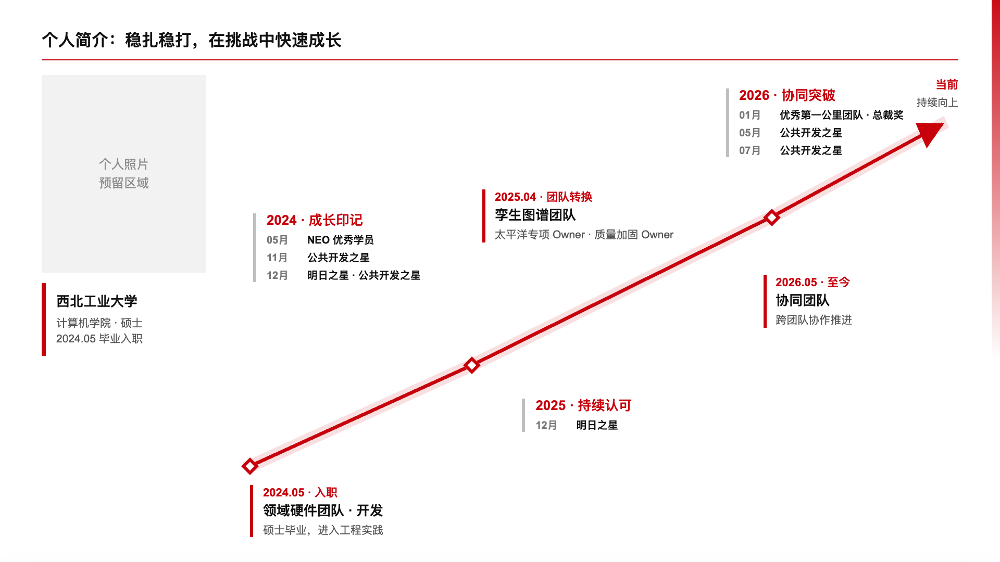 个人简介：稳扎稳打，在挑战中快速成长
个人照片
预留区域
西北工业大学
计算机学院 · 硕士
2024.05 毕业入职
2024 · 成长印记
05月 NEO 优秀学员
11月 公共开发之星
12月 明日之星 · 公共开发之星
2024.05 · 入职
领域硬件团队 · 开发
硕士毕业，进入工程实践
2025.04 · 团队转换
孪生图谱团队
太平洋专项 Owner · 质量加固 Owner
2025 · 持续认可
12月 明日之星
2026 · 协同突破
01月 优秀第一公里团队 · 总裁奖
05月 公共开发之星
07月 公共开发之星
2026.05 · 至今
协同团队
跨团队协作推进
当前
持续向上